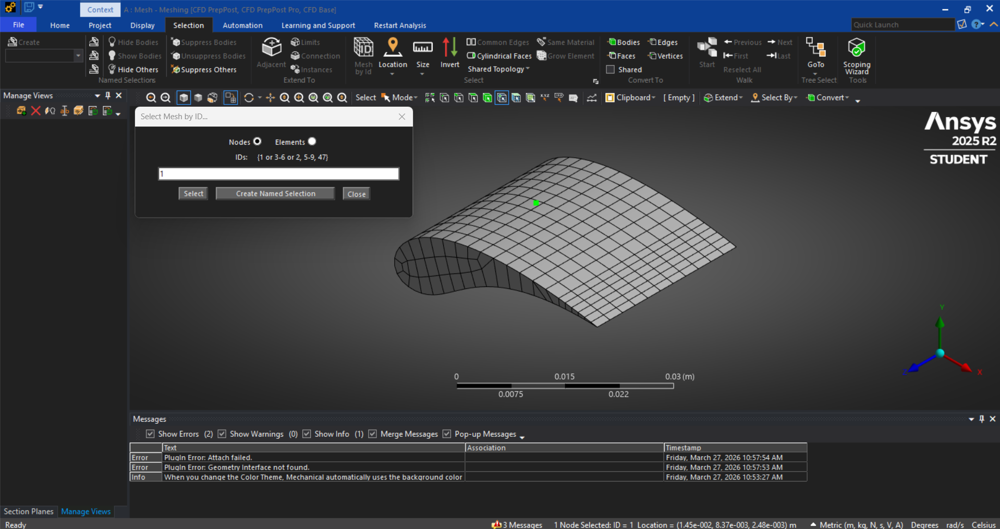 Context
A : Mesh - Meshing [CFD PrepPost, CFD PrepPost Pro, CFD Base]
File
Home
Project
Display
Selection
Automation
Learning and Support
Restart Analysis
Quick Launch
Create
Hide Bodies
Show Bodies
Hide Others
Named Selections
Suppress Bodies
Unsuppress Bodies
Suppress Others
Adjacent
Limits
Connection
Instances
Extend To
Mesh
by Id
Location
Size
Invert
Common Edges
Cylindrical Faces
Shared Topology
Same Material
Grow Element
Select
Bodies
Edges
Faces
Vertices
Shared
Convert To
Start
Previous
Next
First
Last
Reselect All
Walk
GoTo
Tree Select
Scoping
Wizard
Tools
Manage Views
Select
Mode
Clipboard
[ Empty ]
Extend
Select By
Convert
Select Mesh by ID...
Nodes
Elements
IDs: {1 or 3-6 or 2, 5-9, 47}
1
Select
Create Named Selection
Close
Ansys
2025 R2
STUDENT
Y
Z
X
0
0.015
0.03 (m)
0.0075
0.022
Messages
Show Errors (2)
Show Warnings (0)
Show Info (1)
Merge Messages
Pop-up Messages
Text
Association
Timestamp
Error
PlugIn Error: Attach failed.
Friday, March 27, 2026 10:57:54 AM
Error
PlugIn Error: Geometry Interface not found.
Friday, March 27, 2026 10:57:53 AM
Info
When you change the Color Theme, Mechanical automatically uses the background color
Friday, March 27, 2026 10:53:27 AM
Section Planes
Manage Views
Ready
3 Messages
1 Node Selected: ID = 1 Location = (1.45e-002, 8.37e-003, 2.48e-003) m
Metric (m, kg, N, s, V, A)
Degrees
rad/s
Celsius